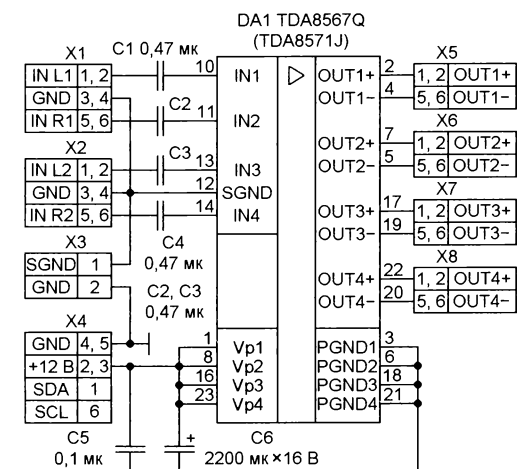 DA1 TDA8567Q
(TDA8571J)
X1
C1 0,47 мк
IN L1 1, 2
GND 3, 4
IN R1 5, 6
C2
10 IN1
11 IN2
X2
IN L2 1, 2
GND 3, 4
IN R2 5, 6
C3
13 IN3
12 SGND
14 IN4
C4
0,47 мк
C2, C3
0,47 мк
X3
SGND 1
GND 2
X4
GND 4, 5
+12 В 2, 3
SDA 1
SCL 6
1 Vp1
8 Vp2
16 Vp3
23 Vp4
OUT1+ 2
OUT1− 4
OUT2+ 7
OUT2− 5
OUT3+ 17
OUT3− 19
OUT4+ 22
OUT4− 20
PGND1 3
PGND2 6
PGND3 18
PGND4 21
X5
1, 2 OUT1+
5, 6 OUT1−
X6
1, 2 OUT2+
5, 6 OUT2−
X7
1, 2 OUT3+
5, 6 OUT3−
X8
1, 2 OUT4+
5, 6 OUT4−
C5
0,1 мк
+
C6
2200 мк×16 В